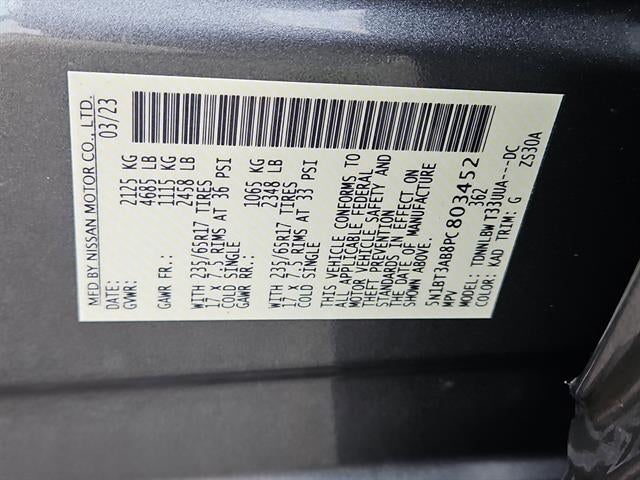 MFD BY NISSAN MOTOR CO., LTD.
DATE: 03/23
GVWR: 2125 KG
4685 LB
GAWR FR.: 1115 KG
2458 LB
WITH 235/65R17 TIRES
17 X 7.5 RIMS AT 36 PSI
COLD SINGLE
GAWR RR.: 1065 KG
2348 LB
WITH 235/65R17 TIRES
17 X 7.5 RIMS AT 33 PSI
COLD SINGLE
THIS VEHICLE CONFORMS TO
ALL APPLICABLE FEDERAL
MOTOR VEHICLE SAFETY AND
THEFT PREVENTION
STANDARDS IN EFFECT ON
THE DATE OF MANUFACTURE
SHOWN ABOVE.
5N1BT3AB8PC803452
MPV 362
TDNNLBW T33UUA---DC
COLOR: KAD TRIM: G ZS30A